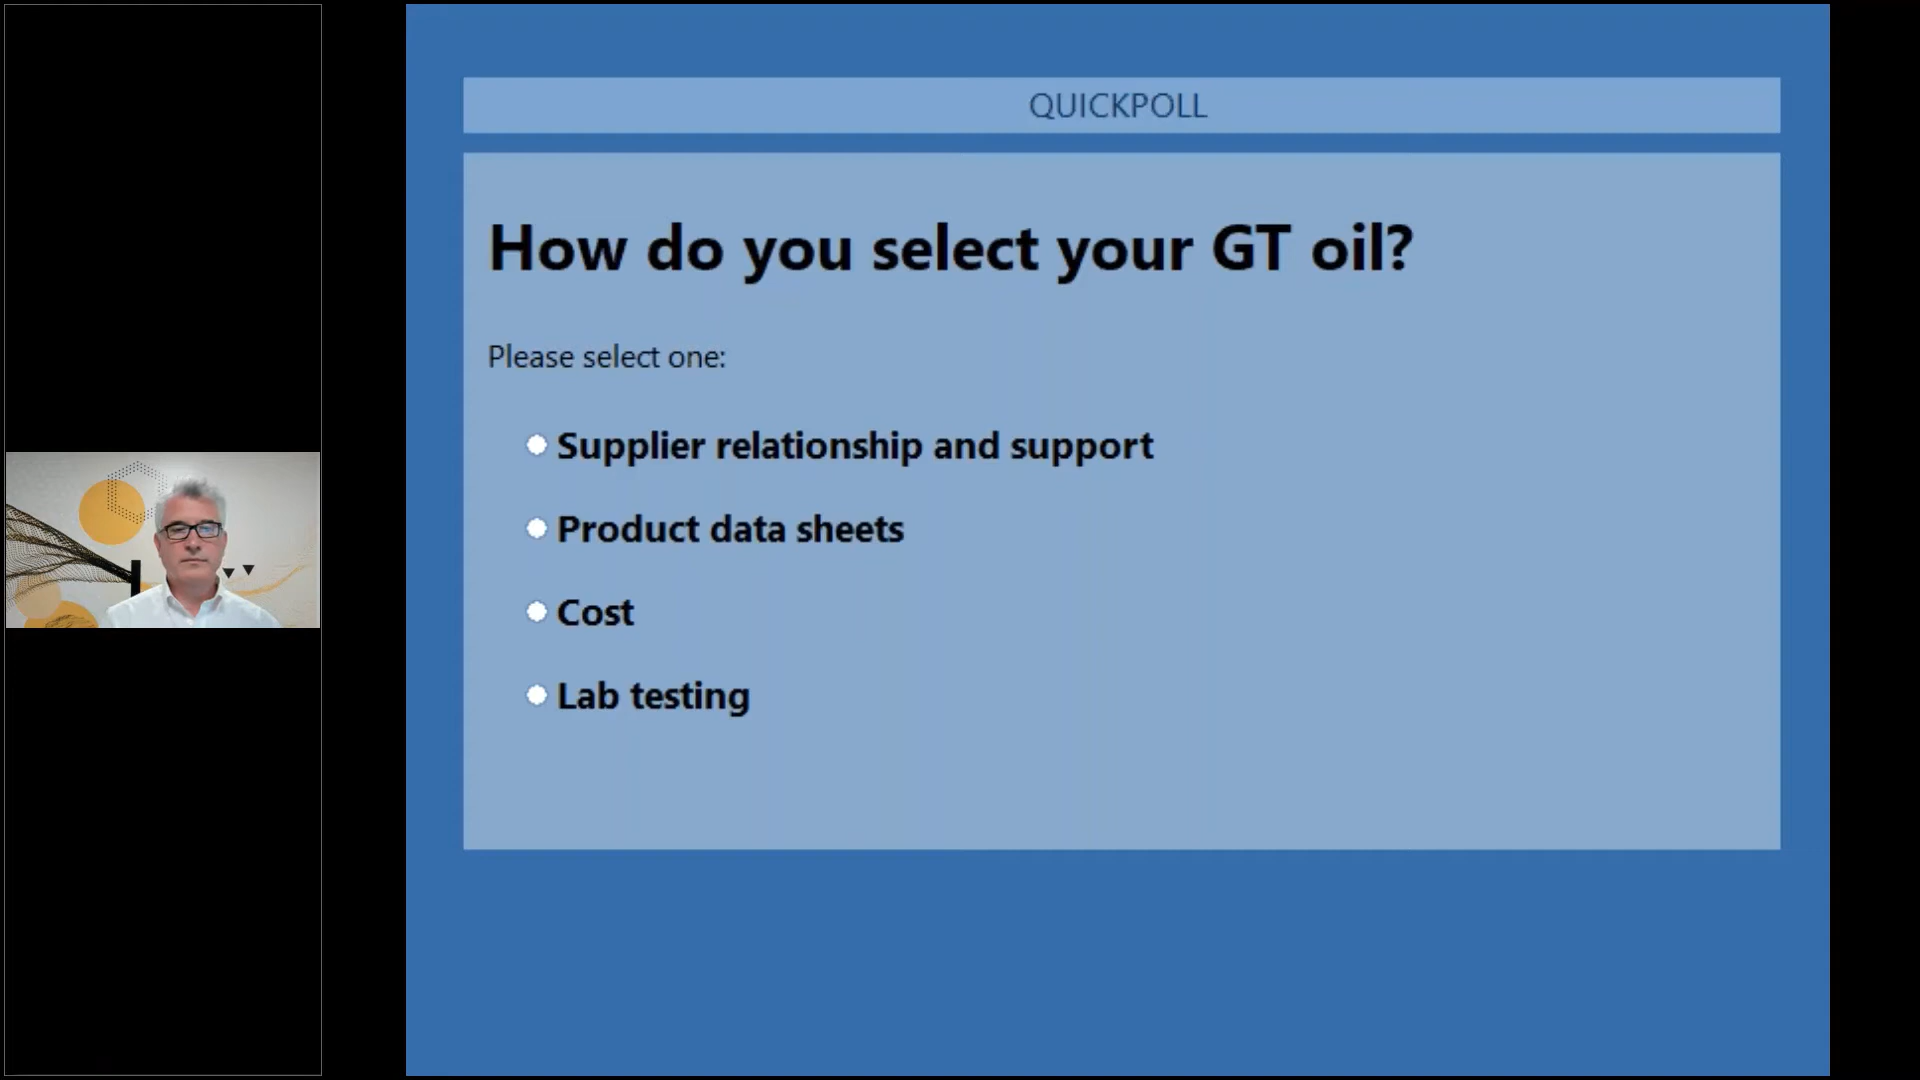 QUICKPOLL
How do you select your GT oil?
Please select one:
Supplier relationship and support
Product data sheets
Cost
Lab testing